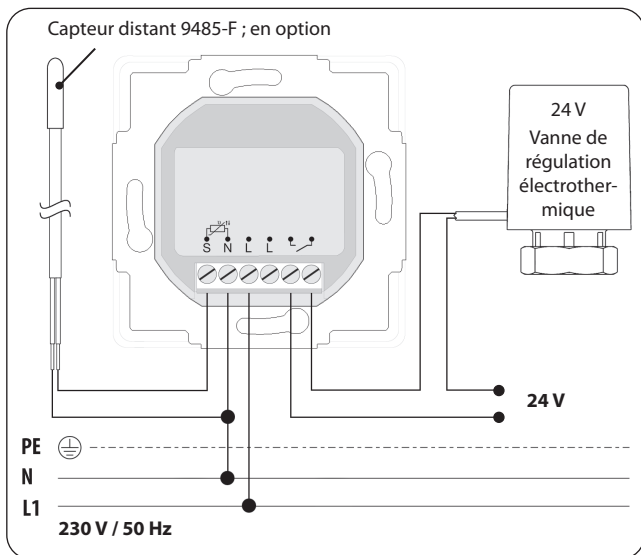 Capteur distant 9485-F ; en option
24 V
Vanne de
régulation
électrother-
mique
S N L L
24 V
PE
N
L1
230 V / 50 Hz